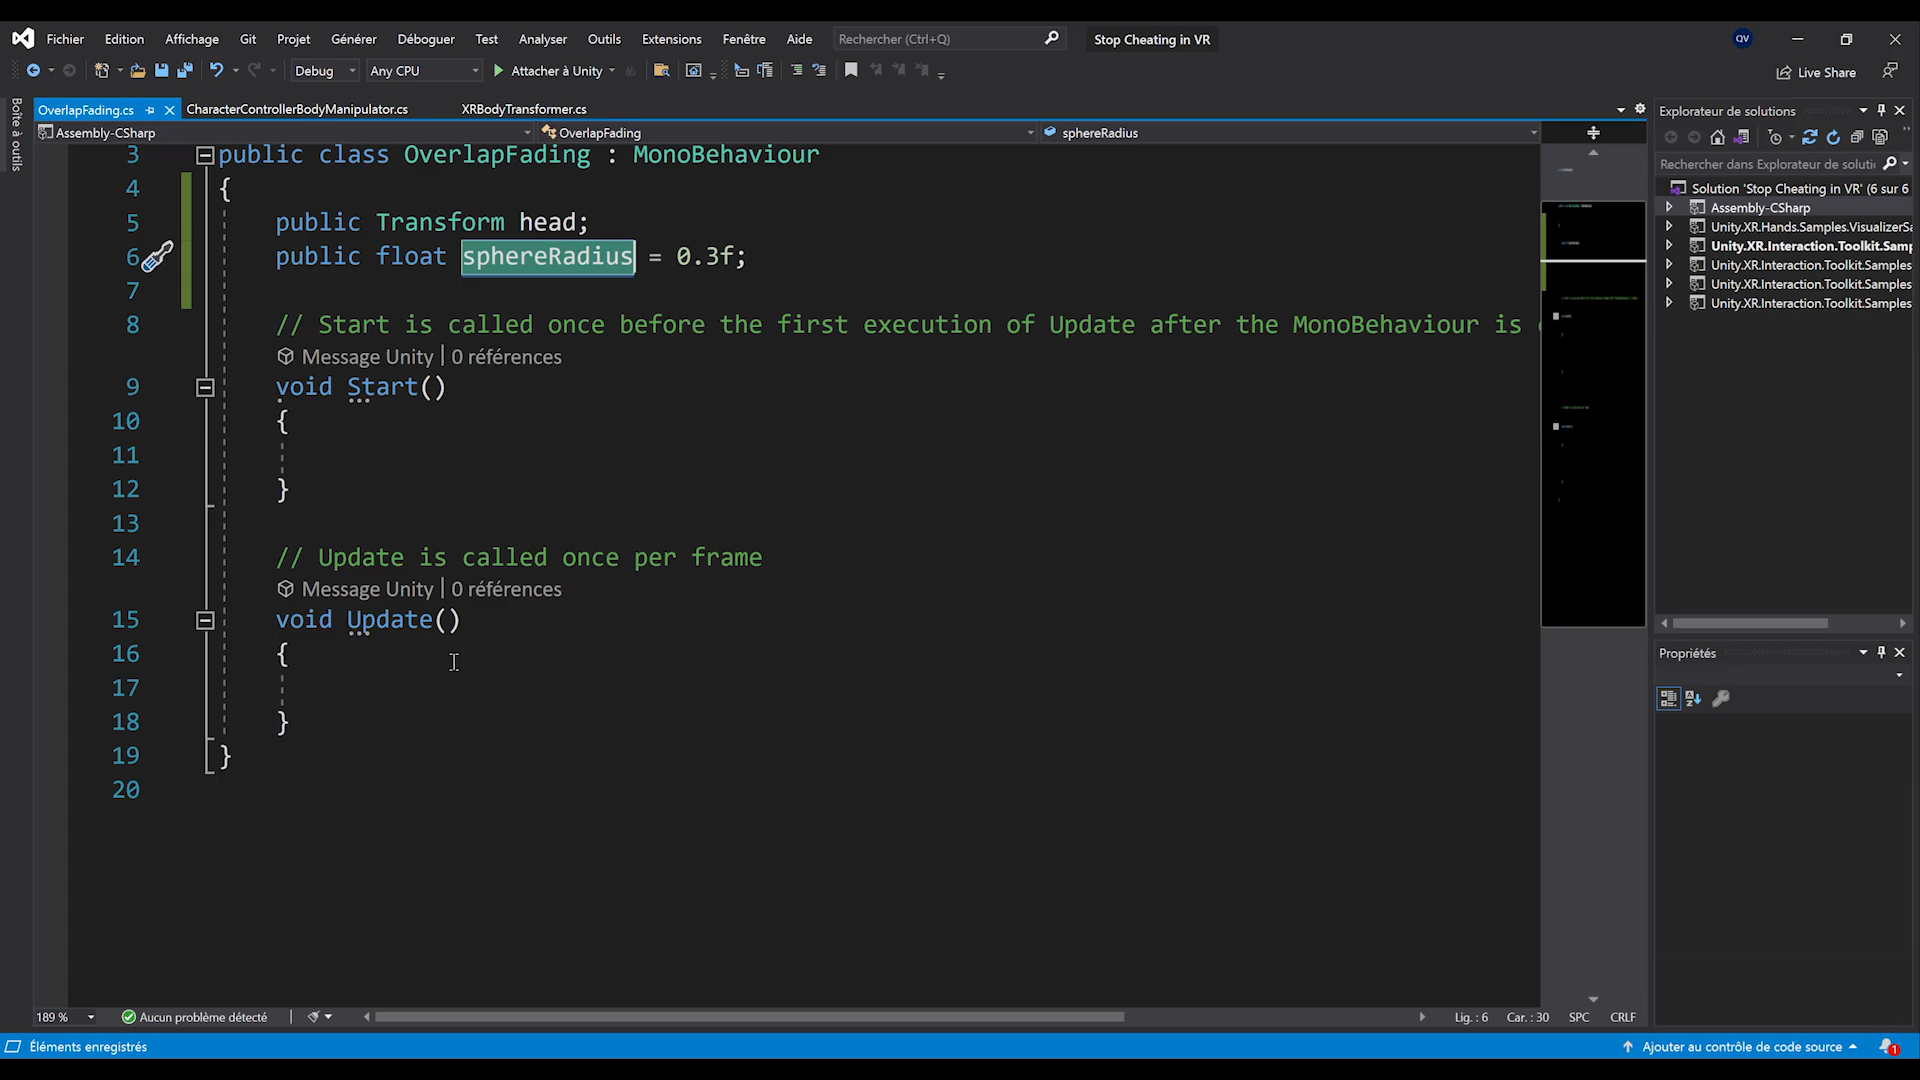 Fichier Edition Affichage Git Projet Générer Déboguer Test Analyser Outils Extensions Fenêtre Aide Rechercher (Ctrl+Q) Stop Cheating in VR QV
Debug Any CPU Attacher à Unity Live Share
Boîte à outils
OverlapFading.cs CharacterControllerBodyManipulator.cs XRBodyTransformer.cs
Assembly-CSharp OverlapFading sphereRadius
3 public class OverlapFading : MonoBehaviour
4 {
5 public Transform head;
6 public float sphereRadius = 0.3f;
7
8 // Start is called once before the first execution of Update after the MonoBehaviour is
Message Unity | 0 références
9 void Start()
10 {
11
12 }
13
14 // Update is called once per frame
Message Unity | 0 références
15 void Update()
16 {
17
18 }
19 }
20
189 % Aucun problème détecté Lig. : 6 Car. : 30 SPC CRLF
Éléments enregistrés Ajouter au contrôle de code source 1
Explorateur de solutions
Rechercher dans Explorateur de soluti
Solution 'Stop Cheating in VR' (6 sur 6
Assembly-CSharp
Unity.XR.Hands.Samples.VisualizerSa
Unity.XR.Interaction.Toolkit.Samp
Unity.XR.Interaction.Toolkit.Samples
Unity.XR.Interaction.Toolkit.Samples
Unity.XR.Interaction.Toolkit.Samples
Propriétés